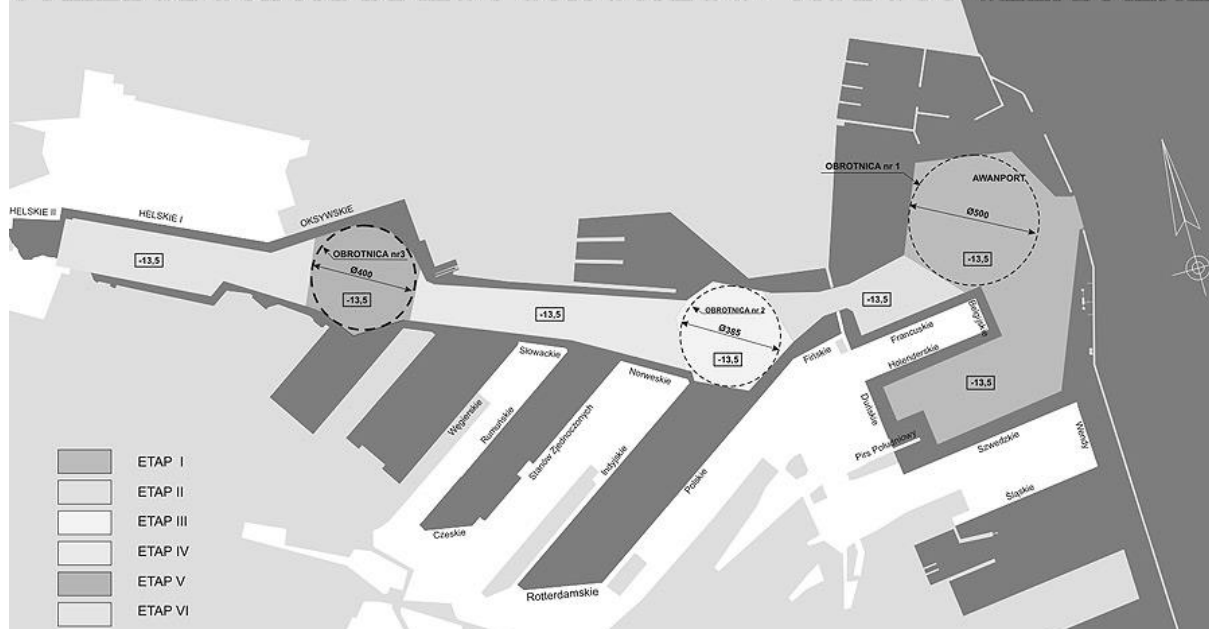 OBROTNICA nr 1
AWANPORT
Ø500
-13,5
HELSKIE II
HELSKIE I
OKSYWSKIE
OBROTNICA nr3
Ø400
-13,5
-13,5
-13,5
OBROTNICA nr 2
Ø385
-13,5
-13,5
Fińskie
Francuskie
Belgijskie
Holenderskie
-13,5
Duńskie
Pirs Południowy
Szwedzkie
Wendy
Śląskie
Słowackie
Norweskie
Węgierskie
Rumuńskie
Stanów Zjednoczonych
Indyjskie
Polskie
Czeskie
Rotterdamskie
ETAP I
ETAP II
ETAP III
ETAP IV
ETAP V
ETAP VI